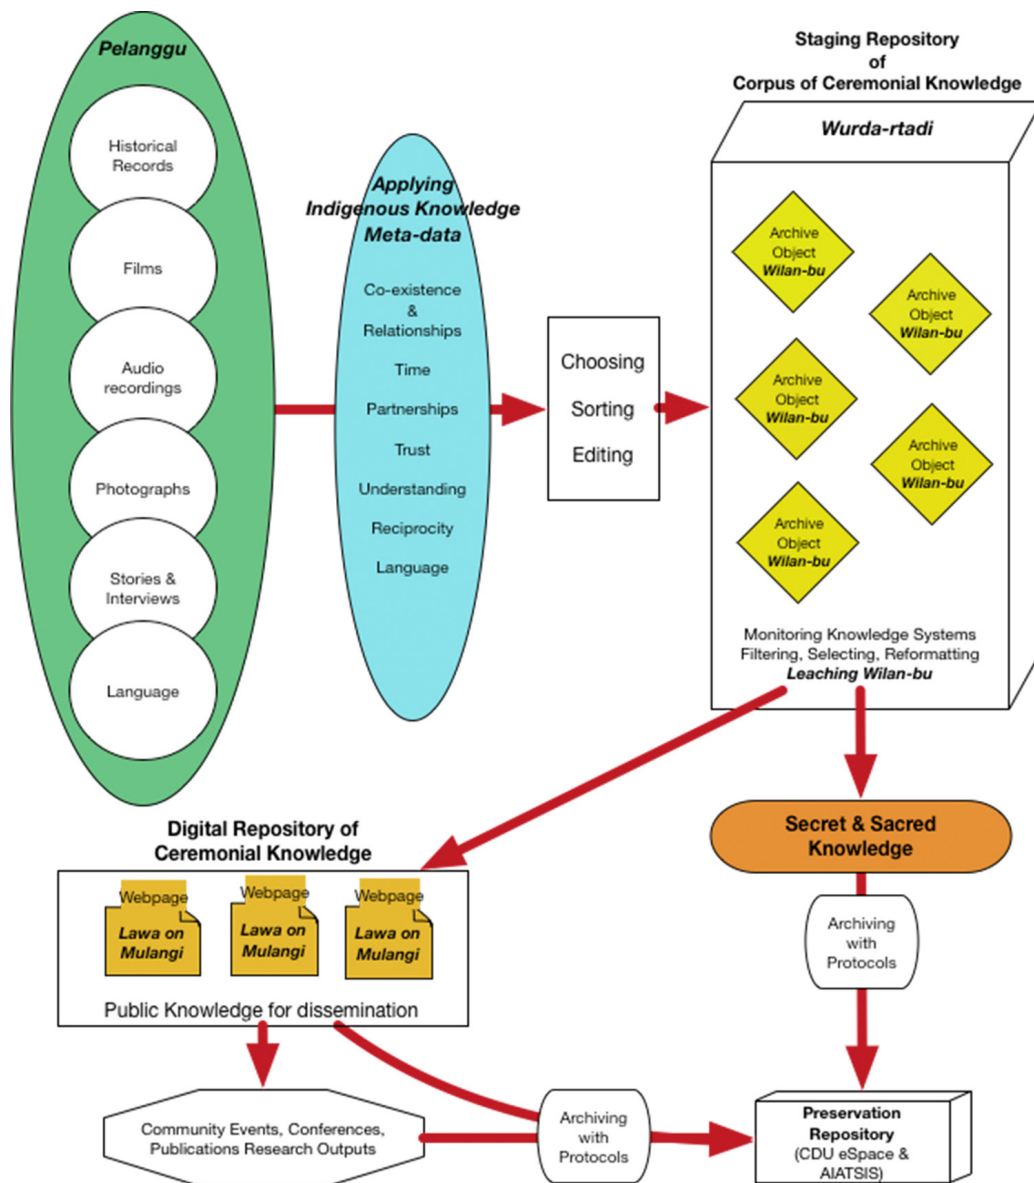 Pelanggu
Historical
Records
Films
Audio
recordings
Photographs
Stories &
Interviews
Language
Applying
Indigenous Knowledge
Meta-data
Co-existence
&
Relationships
Time
Partnerships
Trust
Understanding
Reciprocity
Language
Choosing
Sorting
Editing
Staging Repository
of
Corpus of Ceremonial Knowledge
Wurda-rtadi
Archive
Object
Wilan-bu
Archive
Object
Wilan-bu
Archive
Object
Wilan-bu
Archive
Object
Wilan-bu
Archive
Object
Wilan-bu
Monitoring Knowledge Systems
Filtering, Selecting, Reformatting
Leaching Wilan-bu
Secret & Sacred
Knowledge
Archiving
with
Protocols
Digital Repository of
Ceremonial Knowledge
Webpage
Lawa on
Mulangi
Webpage
Lawa on
Mulangi
Webpage
Lawa on
Mulangi
Public Knowledge for dissemination
Community Events, Conferences,
Publications Research Outputs
Archiving
with
Protocols
Preservation
Repository
(CDU eSpace &
AIATSIS)